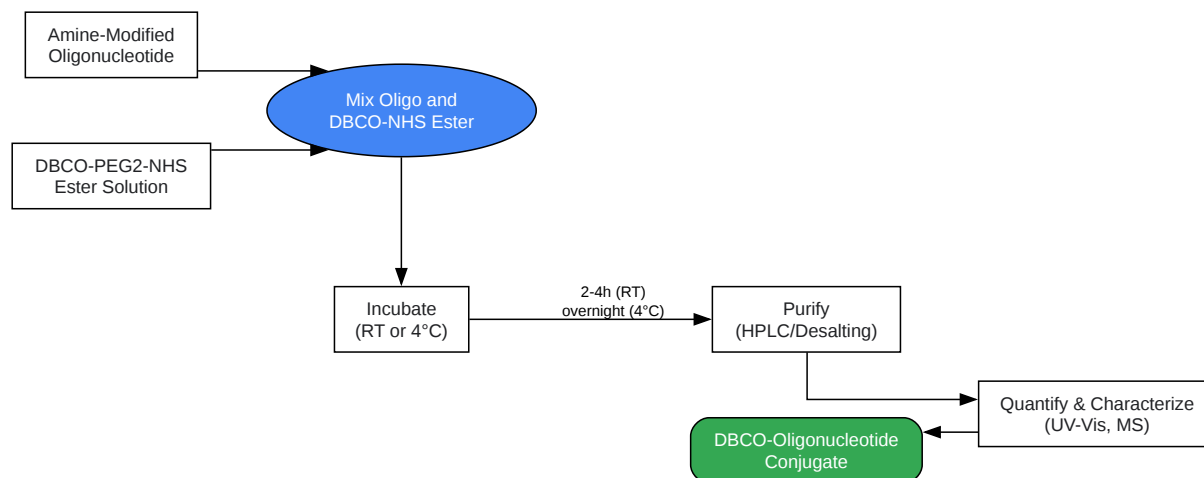 Amine-Modified
Oligonucleotide
Mix Oligo and
DBCO-NHS Ester
DBCO-PEG2-NHS
Ester Solution
Incubate
(RT or 4°C)
2-4h (RT)
overnight (4°C)
Purify
(HPLC/Desalting)
Quantify & Characterize
(UV-Vis, MS)
DBCO-Oligonucleotide
Conjugate